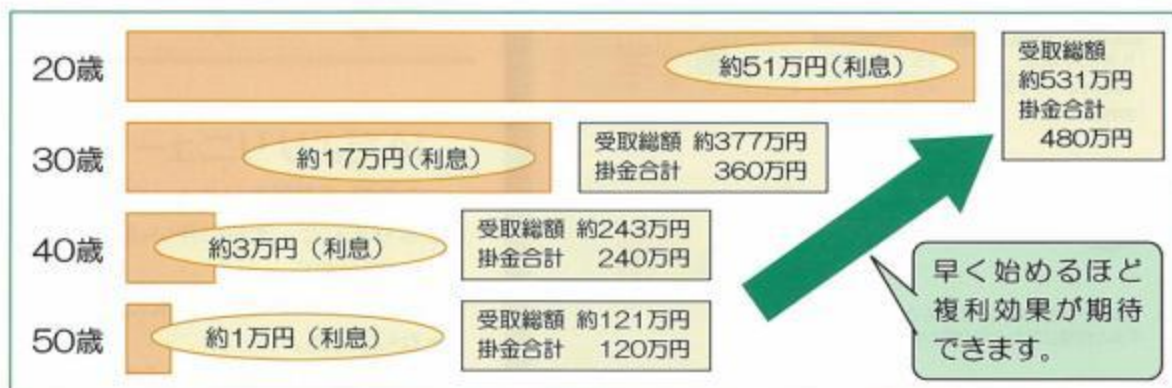 20歳
約51万円(利息)
受取総額
約531万円
掛金合計
480万円
30歳
約17万円(利息)
受取総額 約377万円
掛金合計 360万円
40歳
約3万円(利息)
受取総額 約243万円
掛金合計 240万円
50歳
約1万円(利息)
受取総額 約121万円
掛金合計 120万円
早く始めるほど
複利効果が期待
できます。